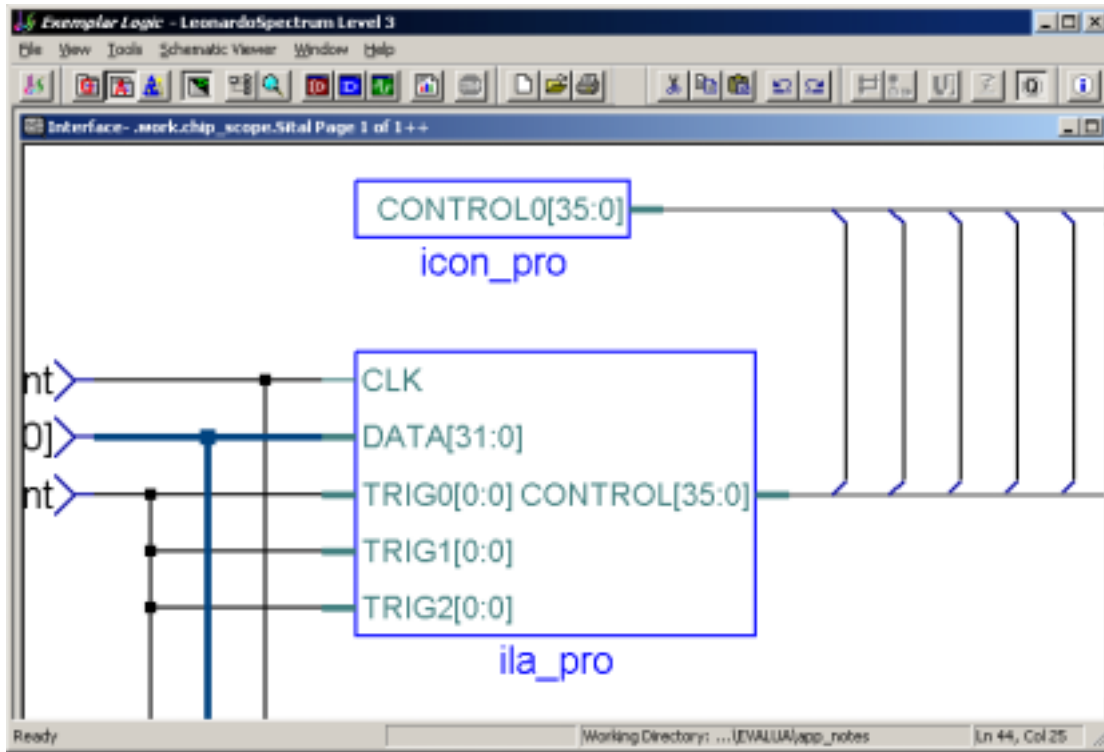 Exemplar Logic - LeonardoSpectrum Level 3
File View Tools Schematic Viewer Window Help
Interface- .work.chip_scope.Sital Page 1 of 1++
CONTROL0[35:0]
icon_pro
nt CLK
0] DATA[31:0]
nt TRIG0[0:0] CONTROL[35:0]
TRIG1[0:0]
TRIG2[0:0]
ila_pro
Ready Working Directory: ...\EVALUA\app_notes Ln 44, Col 25